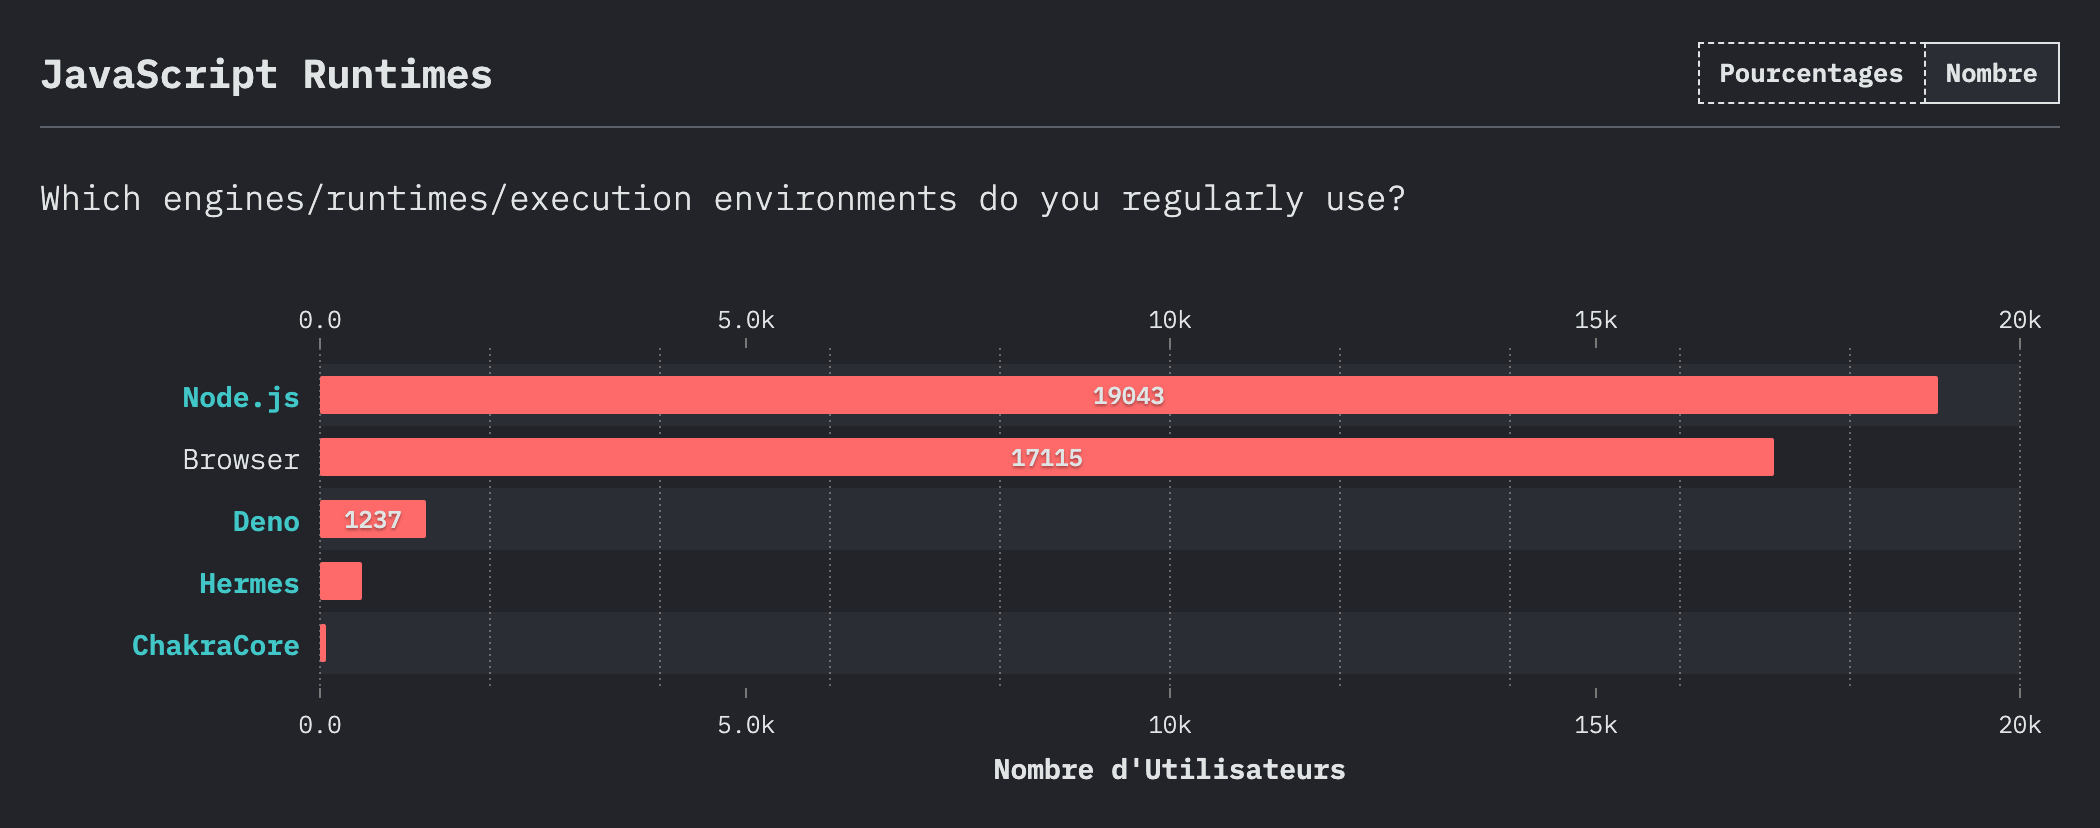 JavaScript Runtimes
Pourcentages Nombre
Which engines/runtimes/execution environments do you regularly use?
0.0 5.0k 10k 15k 20k
Node.js 19043
Browser 17115
Deno 1237
Hermes
ChakraCore
0.0 5.0k 10k 15k 20k
Nombre d'Utilisateurs